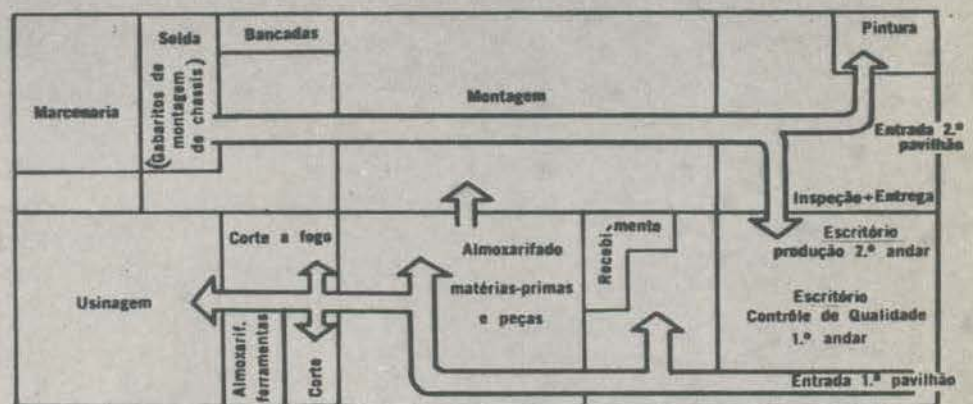 Marcenaria
Solda
(Gabaritos de
montagem
de chassis)
Bancadas
Montagem
Pintura
Entrada 2.º
pavilhão
Inspeção+Entrega
Usinagem
Corte a fogo
Almoxarif.
ferramentas
Corte
Almoxarifado
matérias-primas
e peças
Recebi-mento
Escritório
produção 2.º andar
Escritório
Contrôle de Qualidade
1.º andar
Entrada 1.º pavilhão